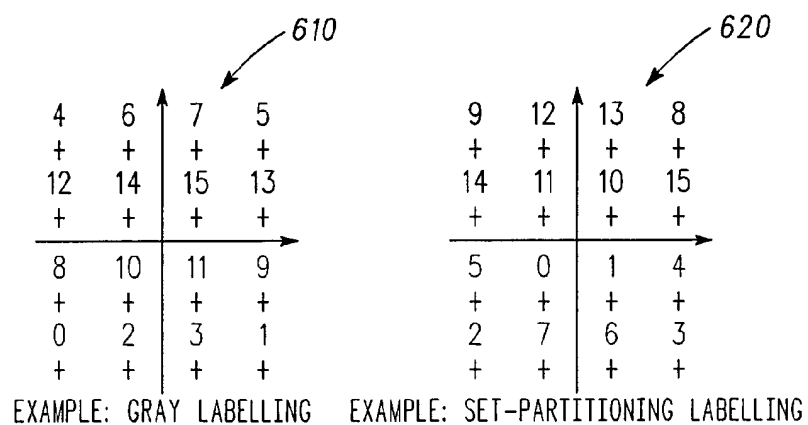 610 620
4 6 7 5 9 12 13 8
+ + + + + + + +
12 14 15 13 14 11 10 15
+ + + + + + + +
8 10 11 9 5 0 1 4
+ + + + + + + +
0 2 3 1 2 7 6 3
+ + + + + + + +
EXAMPLE: GRAY LABELLING EXAMPLE: SET-PARTITIONING LABELLING